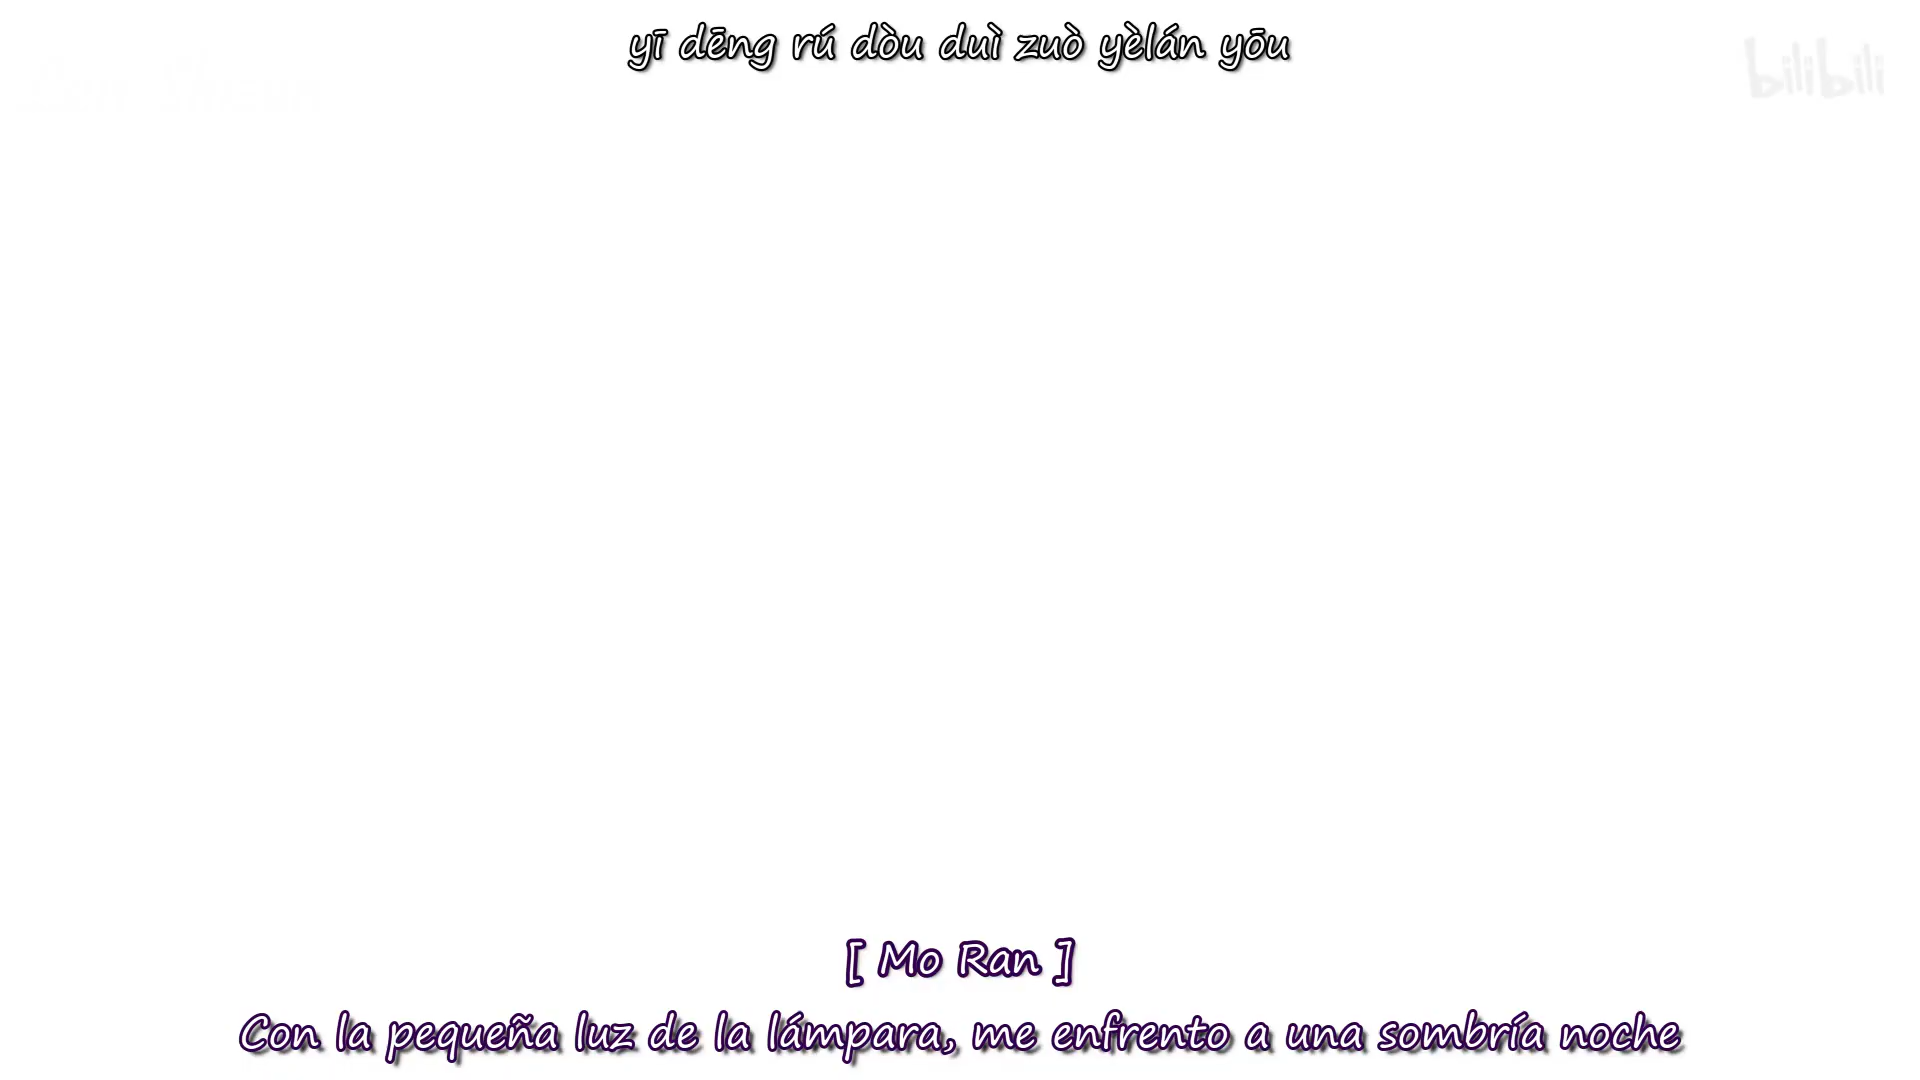 yī dēng rú dòu duì zuò yèlán yōu
bilibili
[ Mo Ran ]
Con la pequeña luz de la lámpara, me enfrento a una sombría noche